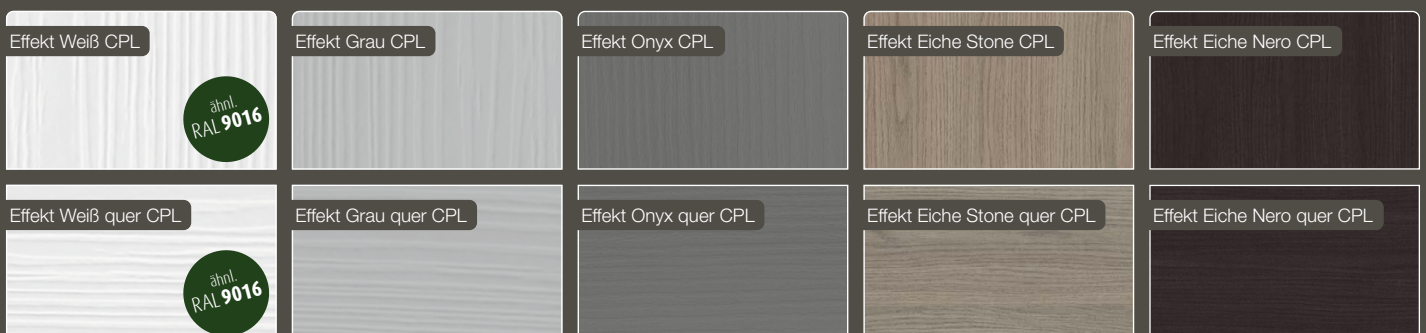 Effekt Weiß CPL
ähnl.
RAL 9016
Effekt Grau CPL
Effekt Onyx CPL
Effekt Eiche Stone CPL
Effekt Eiche Nero CPL
Effekt Weiß quer CPL
ähnl.
RAL 9016
Effekt Grau quer CPL
Effekt Onyx quer CPL
Effekt Eiche Stone quer CPL
Effekt Eiche Nero quer CPL